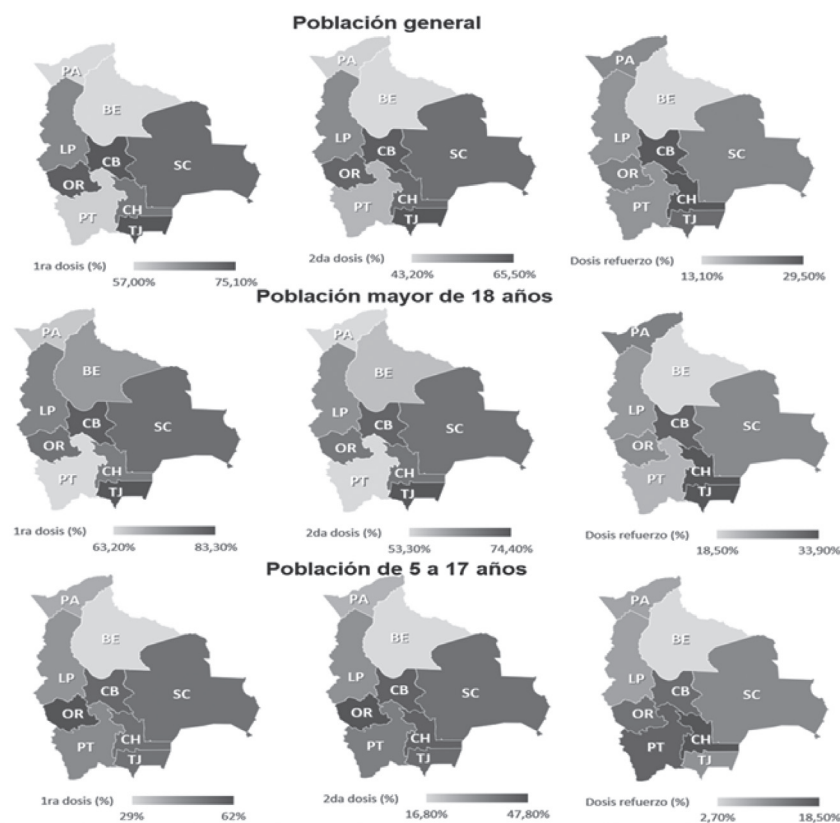 Población general
PA PA PA
BE BE BE
LP CB SC LP CB SC LP CB SC
OR OR OR
PT CH PT CH PT CH
TJ TJ TJ
1ra dosis (%) 2da dosis (%) Dosis refuerzo (%)
57,00% 75,10% 43,20% 65,50% 13,10% 29,50%
Población mayor de 18 años
PA PA PA
BE BE BE
LP CB SC LP CB SC LP CB SC
OR OR OR
PT CH PT CH PT CH
TJ TJ TJ
1ra dosis (%) 2da dosis (%) Dosis refuerzo (%)
63,20% 83,30% 53,30% 74,40% 18,50% 33,90%
Población de 5 a 17 años
PA PA PA
BE BE BE
LP CB SC LP CB SC LP CB SC
OR OR OR
PT CH PT CH PT CH
TJ TJ TJ
1ra dosis (%) 2da dosis (%) Dosis refuerzo (%)
29% 62% 16,80% 47,80% 2,70% 18,50%